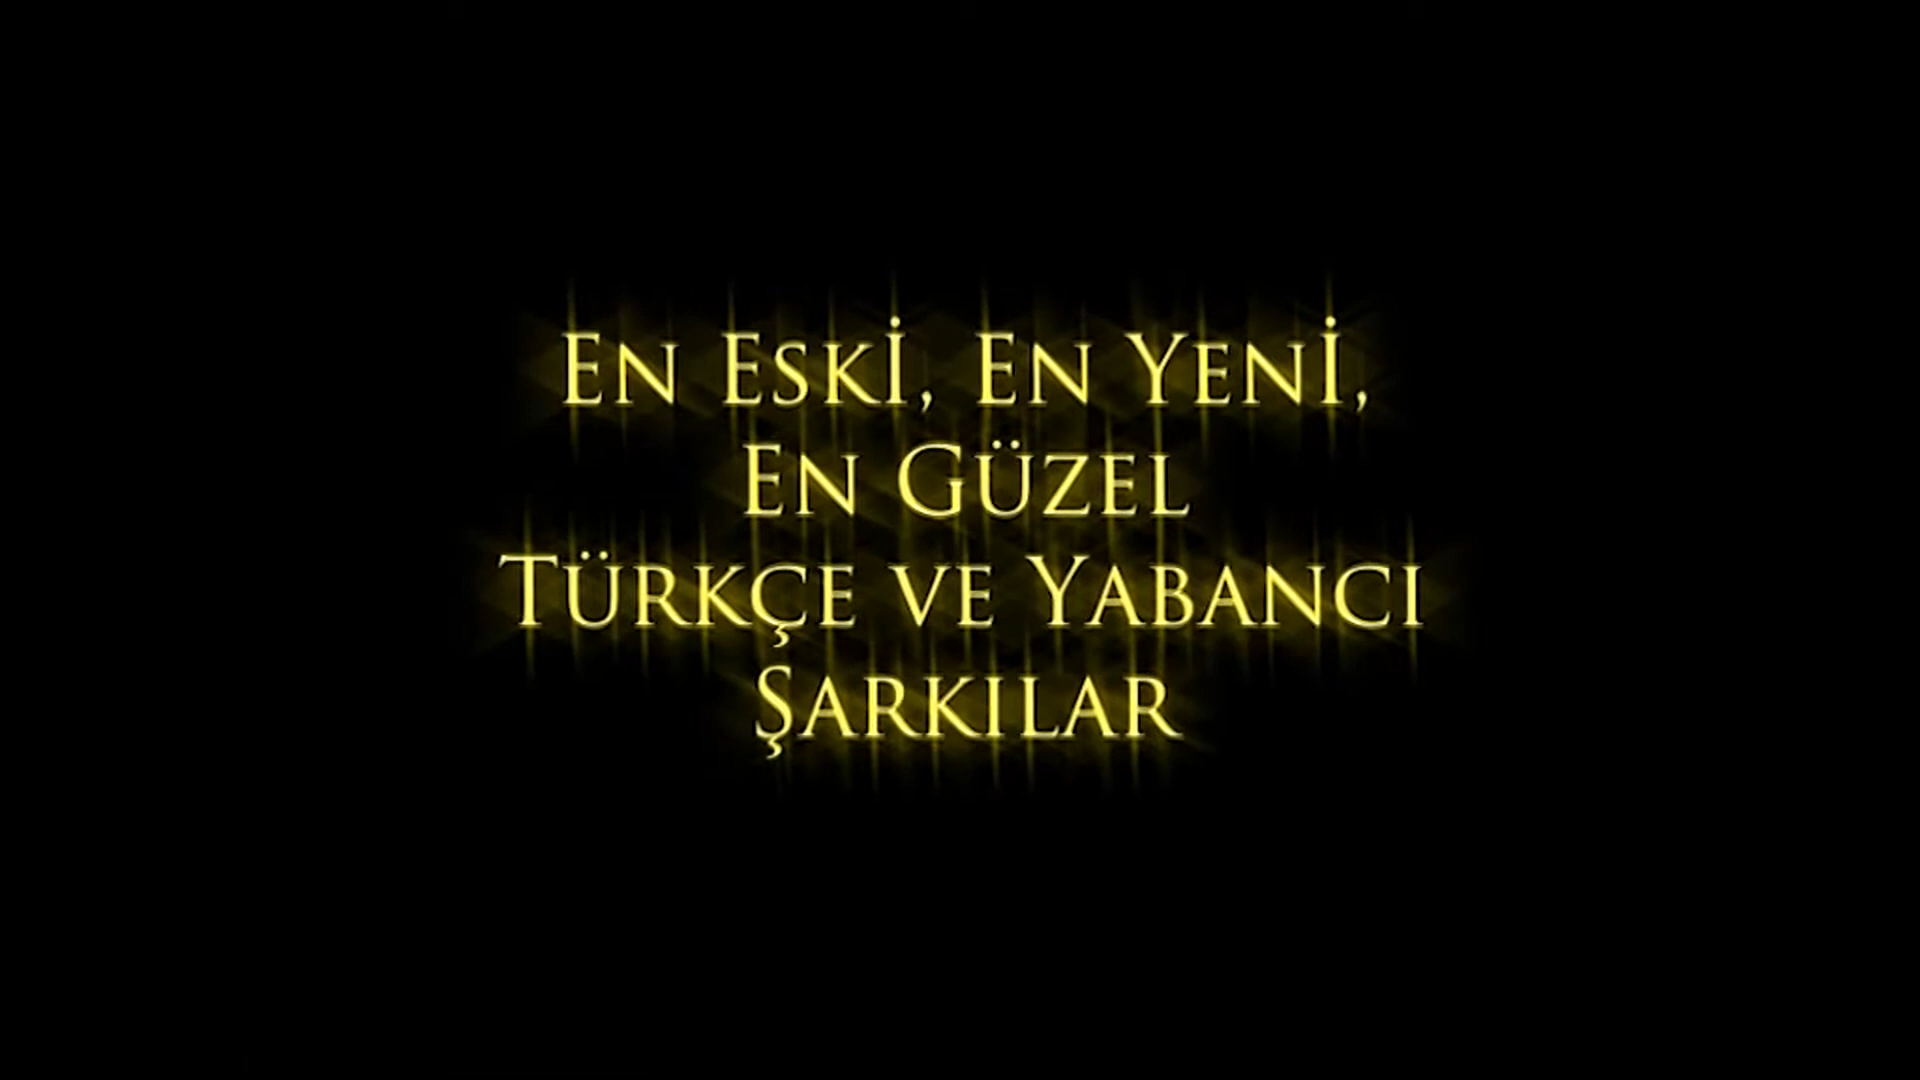 En Eskİ, En Yenİ,
En Güzel
Türkçe ve Yabancı
Şarkılar